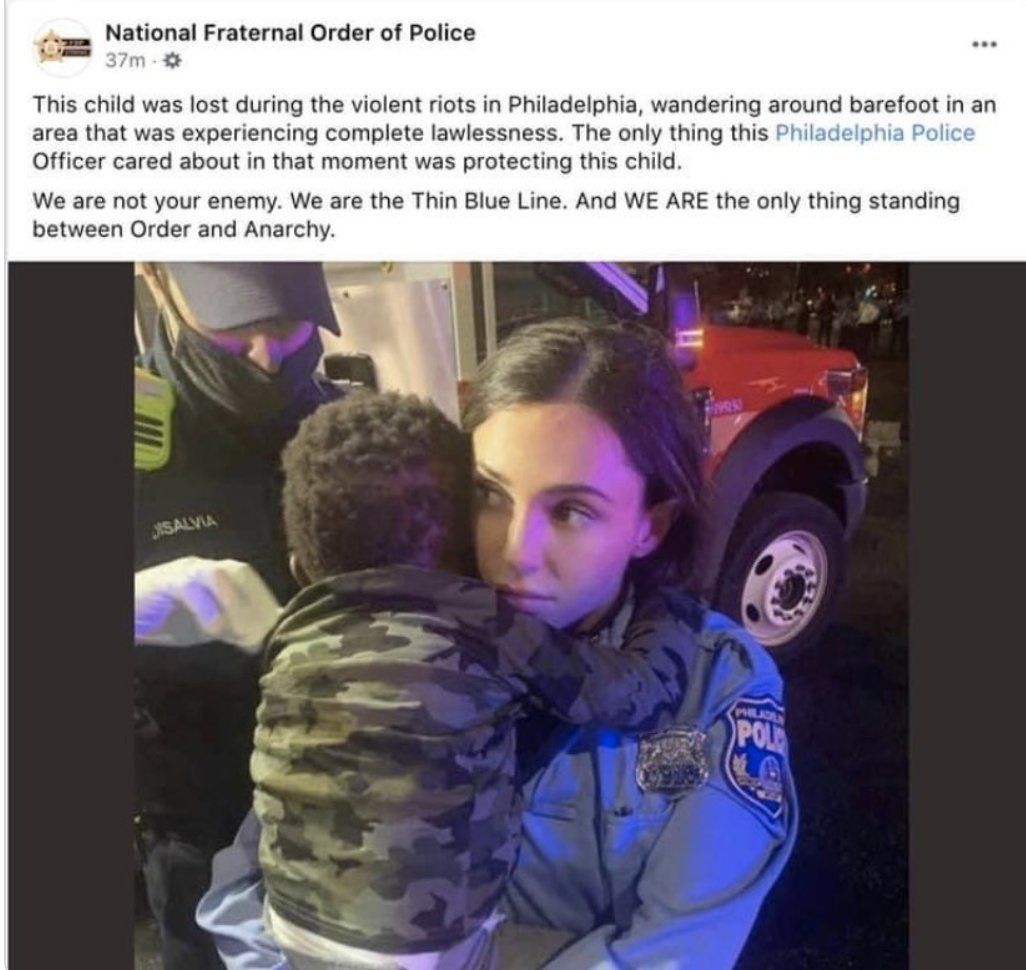 National Fraternal Order of Police
37m ·
This child was lost during the violent riots in Philadelphia, wandering around barefoot in an
area that was experiencing complete lawlessness. The only thing this Philadelphia Police
Officer cared about in that moment was protecting this child.
We are not your enemy. We are the Thin Blue Line. And WE ARE the only thing standing
between Order and Anarchy.
SALVIA
POLI